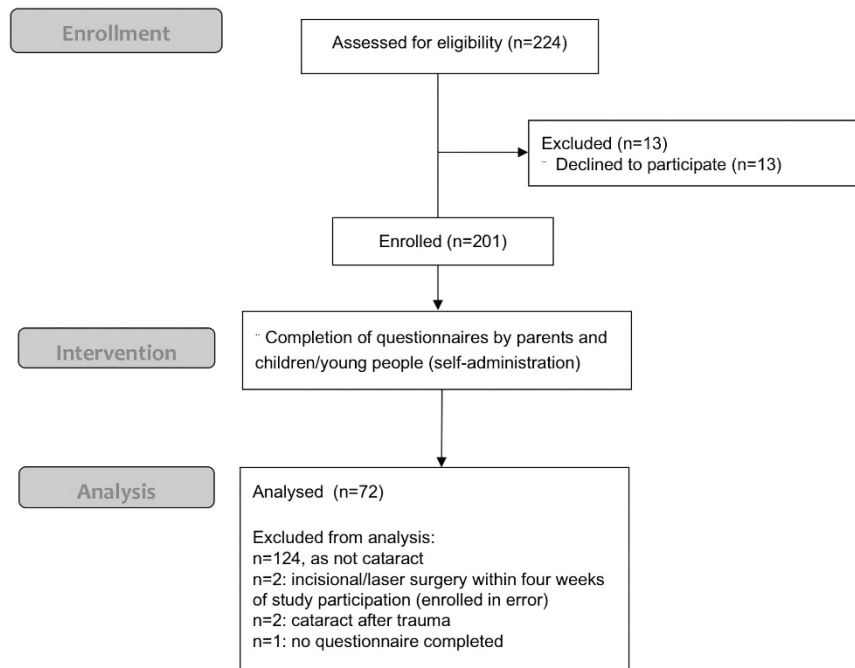 Enrollment
Assessed for eligibility (n=224)
Excluded (n=13)
¨ Declined to participate (n=13)
Enrolled (n=201)
Intervention
¨ Completion of questionnaires by parents and
children/young people (self-administration)
Analysis
Analysed (n=72)
Excluded from analysis:
n=124, as not cataract
n=2: incisional/laser surgery within four weeks
of study participation (enrolled in error)
n=2: cataract after trauma
n=1: no questionnaire completed